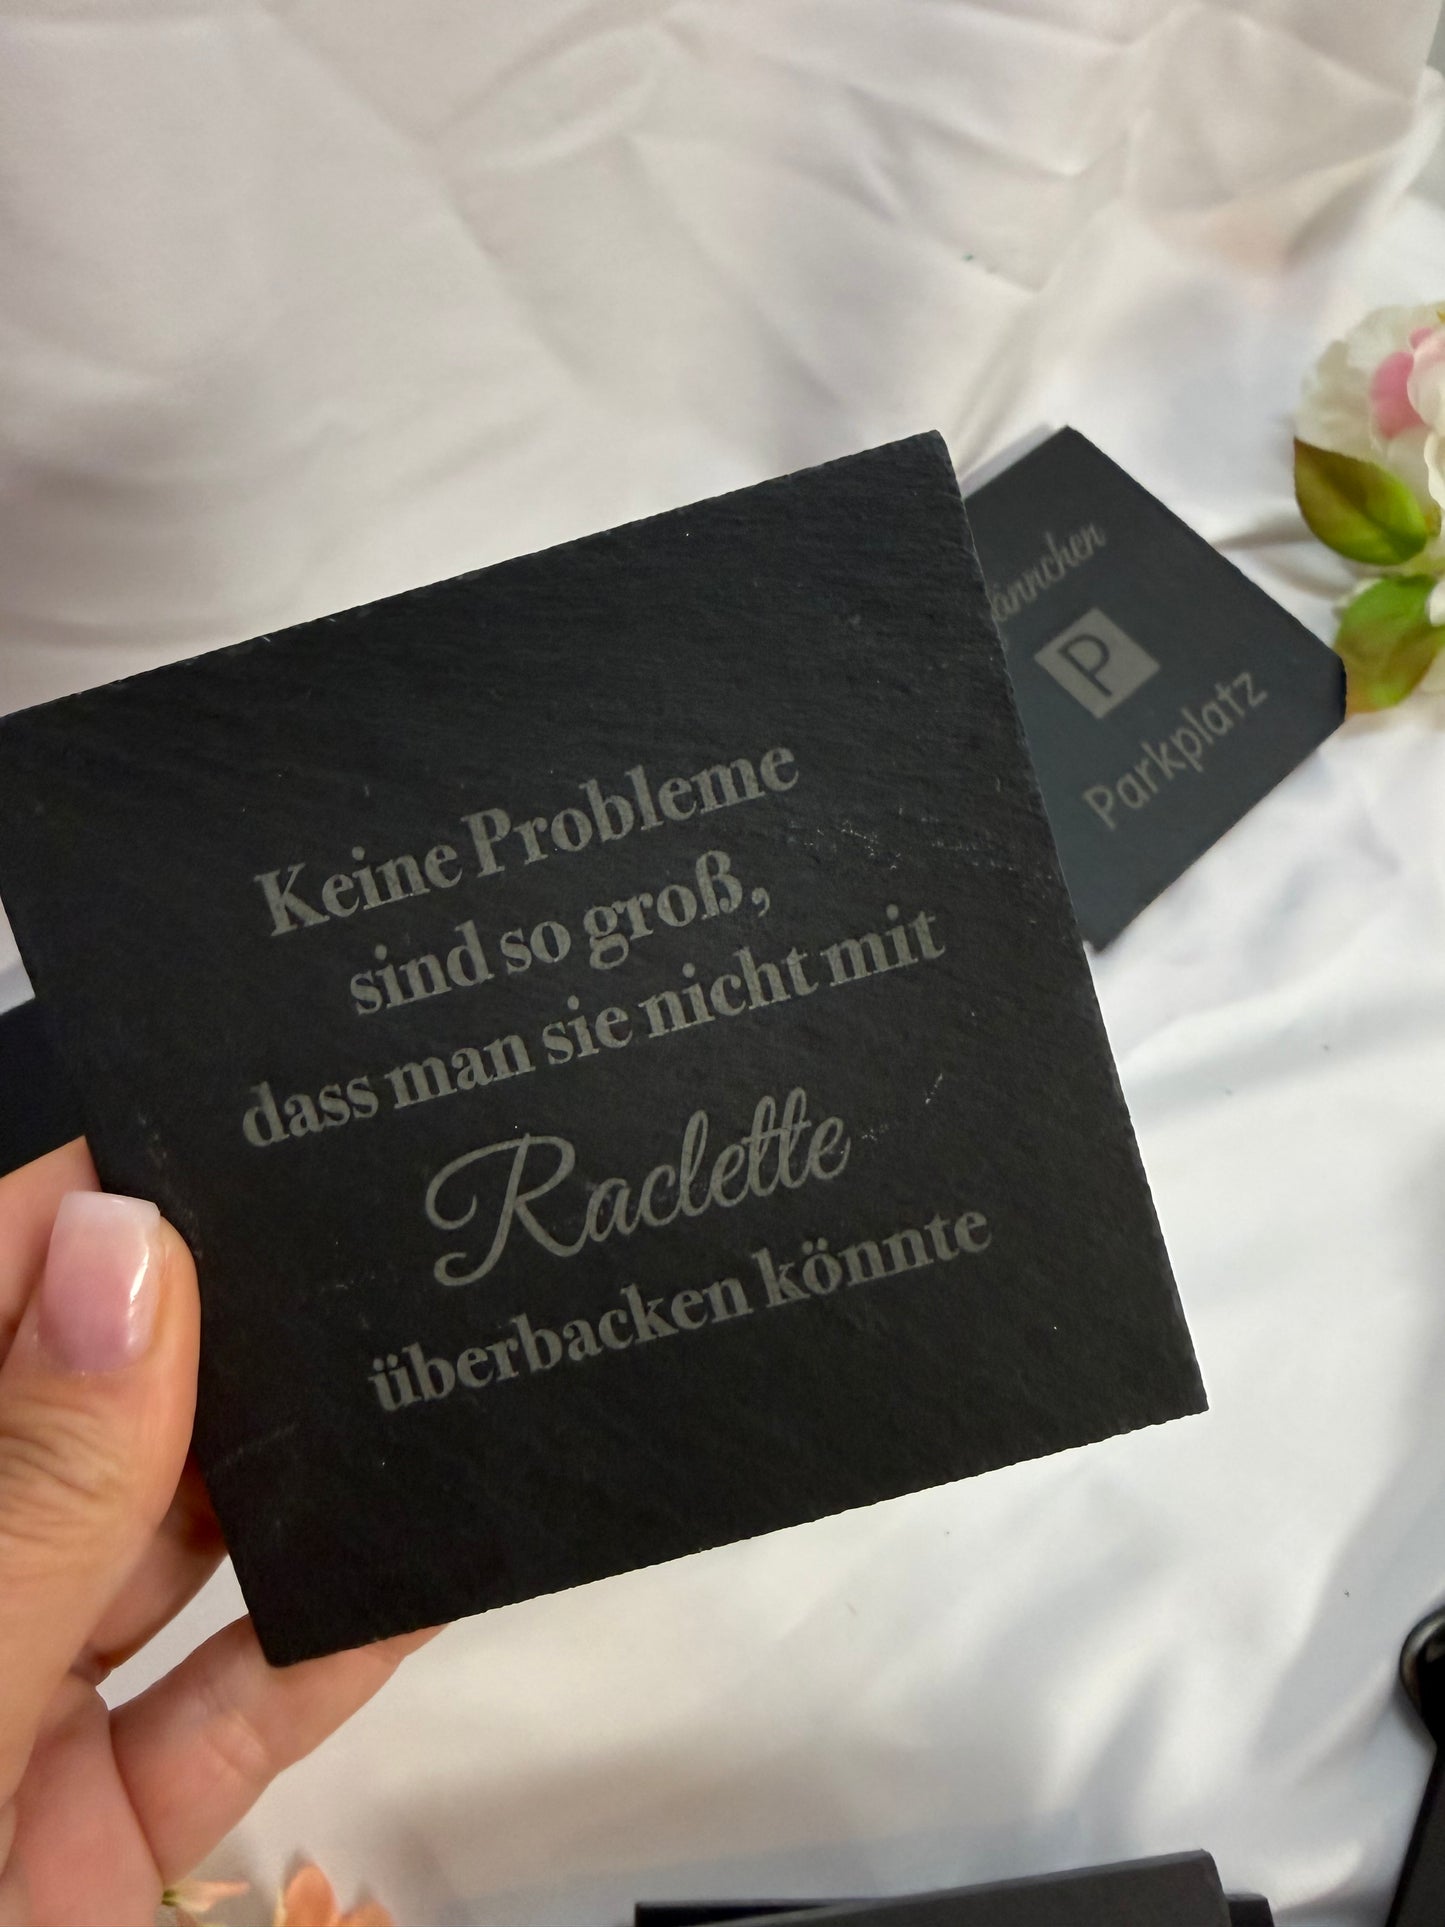 Keine Probleme
sind so groß,
dass man sie nicht mit
Raclette
überbacken könnte
P
Parkplatz